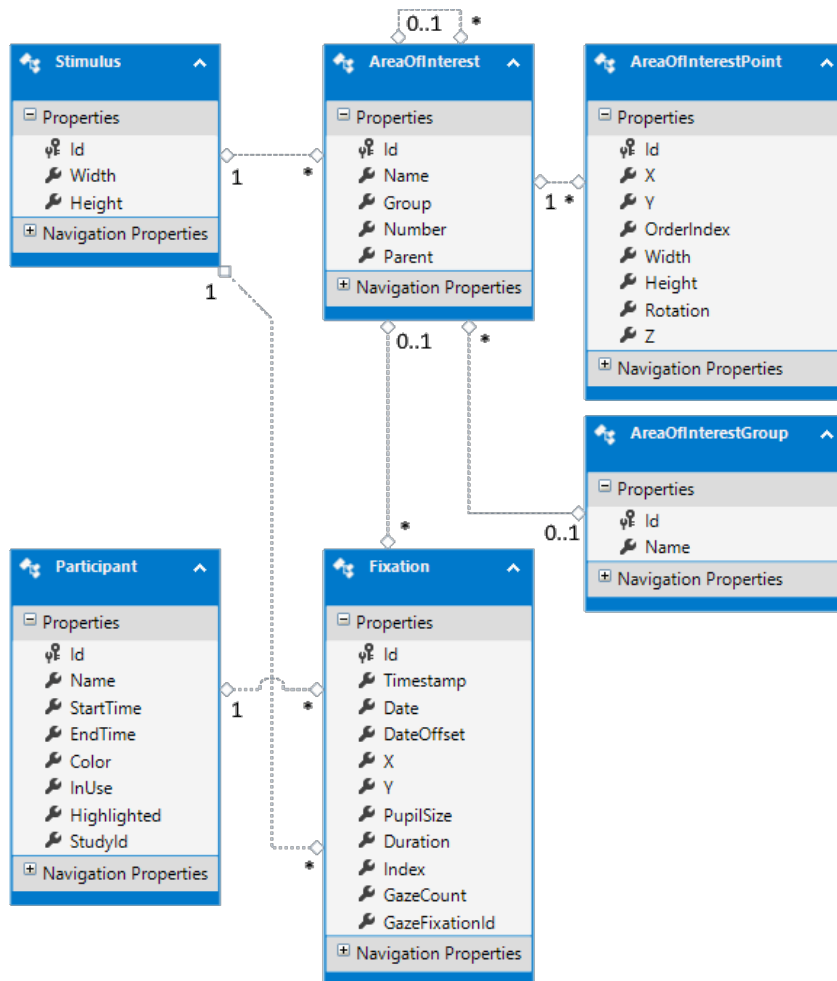 0..1 *
Stimulus
Properties
Id
Width
Height
Navigation Properties
1 *
1
AreaOfInterest
Properties
Id
Name
Group
Number
Parent
Navigation Properties
1 *
0..1 *
AreaOfInterestPoint
Properties
Id
X
Y
OrderIndex
Width
Height
Rotation
Z
Navigation Properties
AreaOfInterestGroup
Properties
Id
Name
Navigation Properties
0..1
*
Participant
Properties
Id
Name
StartTime
EndTime
Color
InUse
Highlighted
StudyId
Navigation Properties
1 *
*
Fixation
Properties
Id
Timestamp
Date
DateOffset
X
Y
PupilSize
Duration
Index
GazeCount
GazeFixationId
Navigation Properties